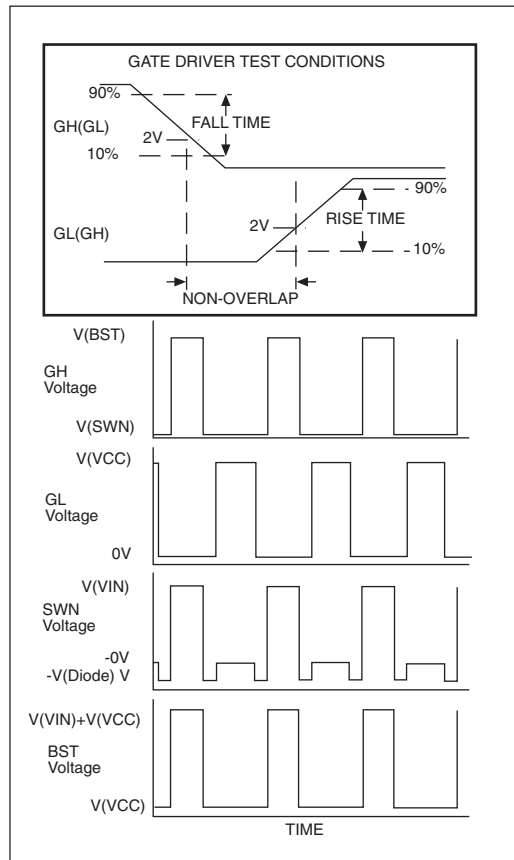 GATE DRIVER TEST CONDITIONS
90%
FALL TIME
GH(GL)
2V
10%
90%
2V
RISE TIME
GL(GH)
10%
NON-OVERLAP
V(BST)
GH
Voltage
V(SWN)
V(VCC)
GL
Voltage
0V
V(VIN)
SWN
Voltage
-0V
-V(Diode) V
V(VIN)+V(VCC)
BST
Voltage
V(VCC)
TIME